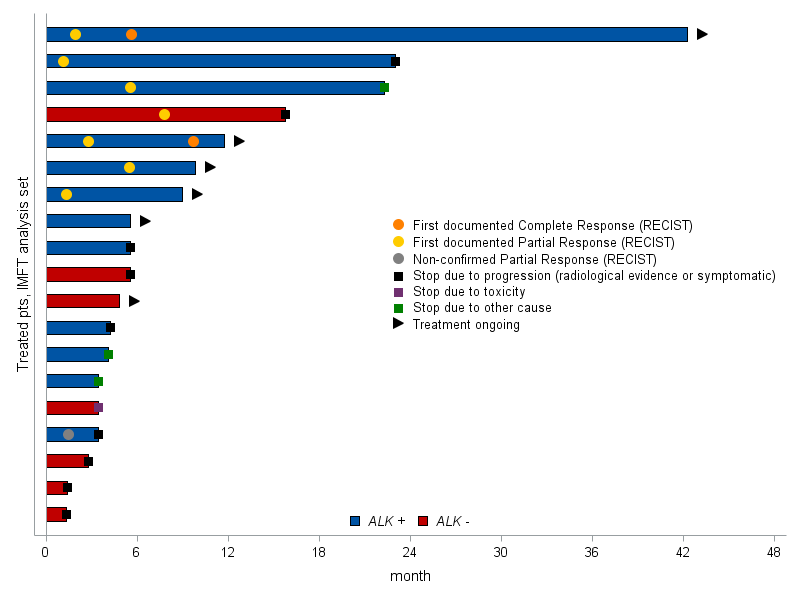 Treated pts, IMFT analysis set
First documented Complete Response (RECIST)
First documented Partial Response (RECIST)
Non-confirmed Partial Response (RECIST)
Stop due to progression (radiological evidence or symptomatic)
Stop due to toxicity
Stop due to other cause
Treatment ongoing
ALK + ALK -
0 6 12 18 24 30 36 42 48
month